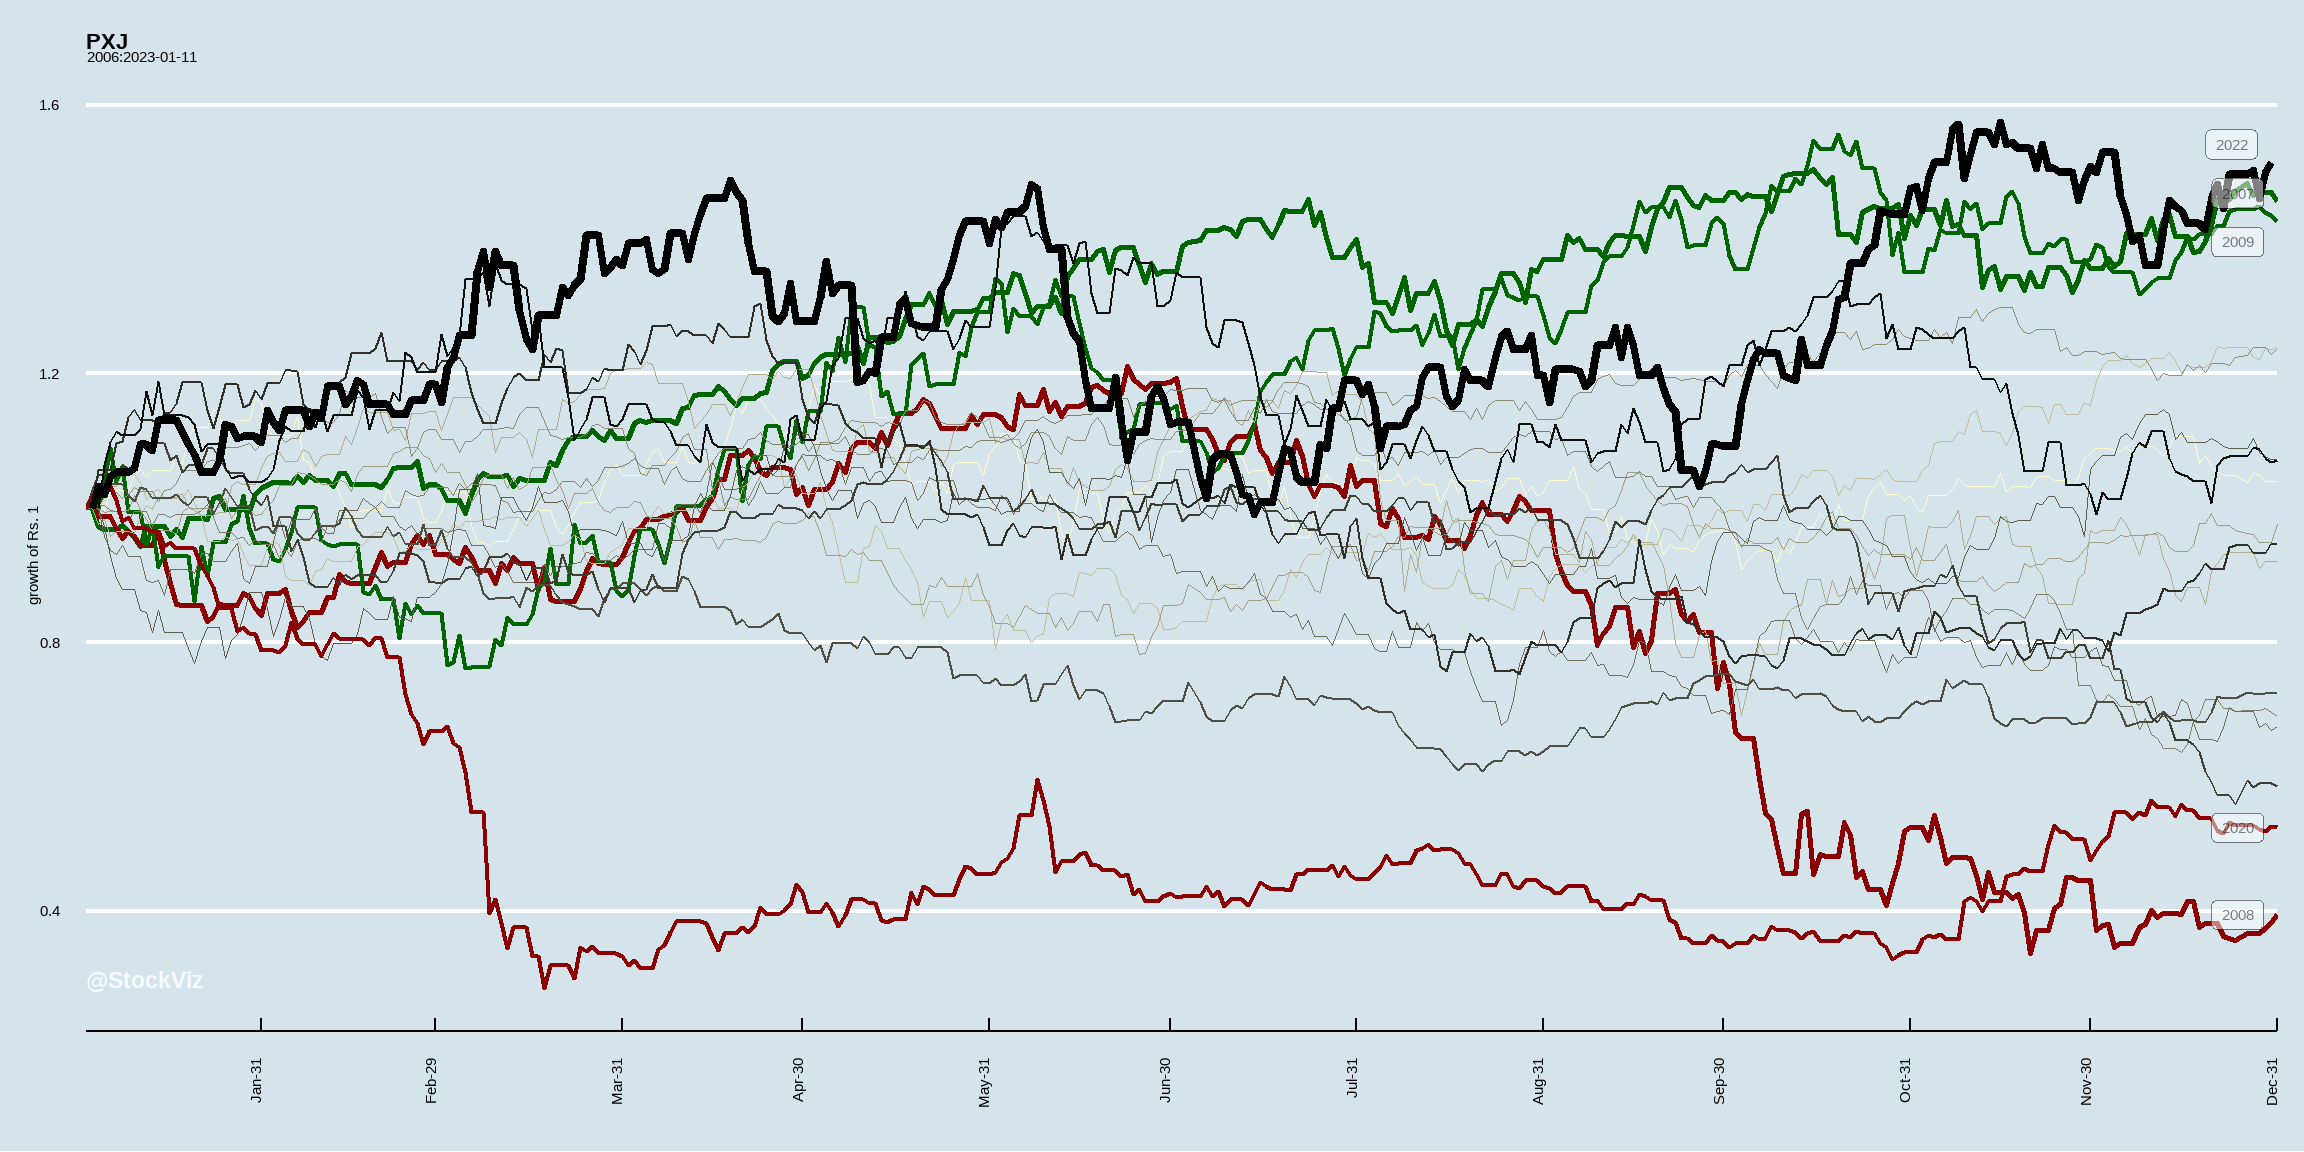 PXJ
2006:2023-01-11
1.6
1.2
0.8
0.4
growth of Rs. 1
2022
2007
2009
2020
2008
@StockViz
Jan-31
Feb-29
Mar-31
Apr-30
May-31
Jun-30
Jul-31
Aug-31
Sep-30
Oct-31
Nov-30
Dec-31